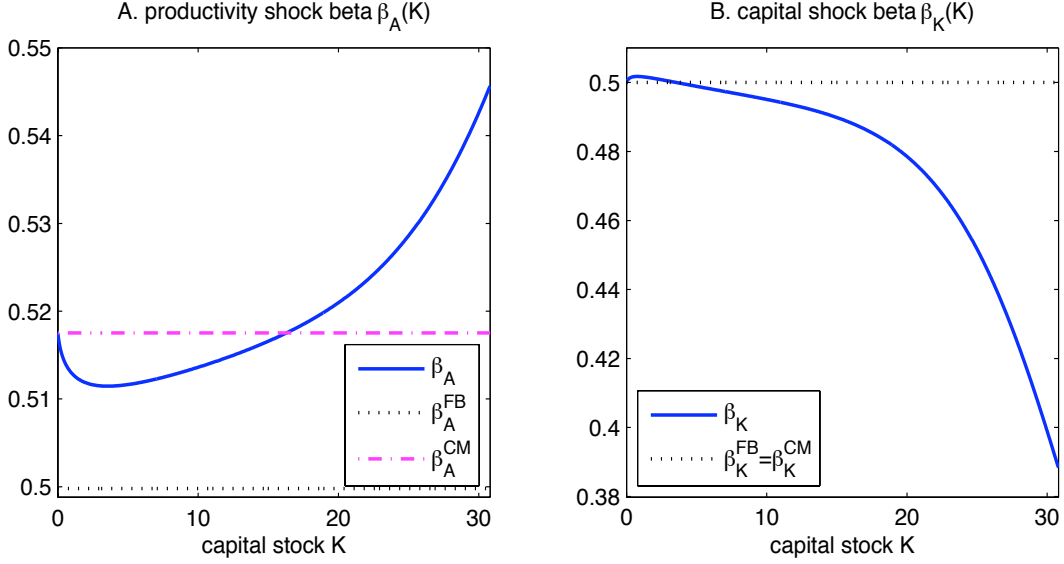 A. productivity shock beta β_A(K)
0.55
0.54
0.53
0.52
0.51
0.5
0 10 20 30
capital stock K
β_A
β_A^FB
β_A^CM
B. capital shock beta β_K(K)
0.5
0.48
0.46
0.44
0.42
0.4
0.38
0 10 20 30
capital stock K
β_K
β_K^FB=β_K^CM